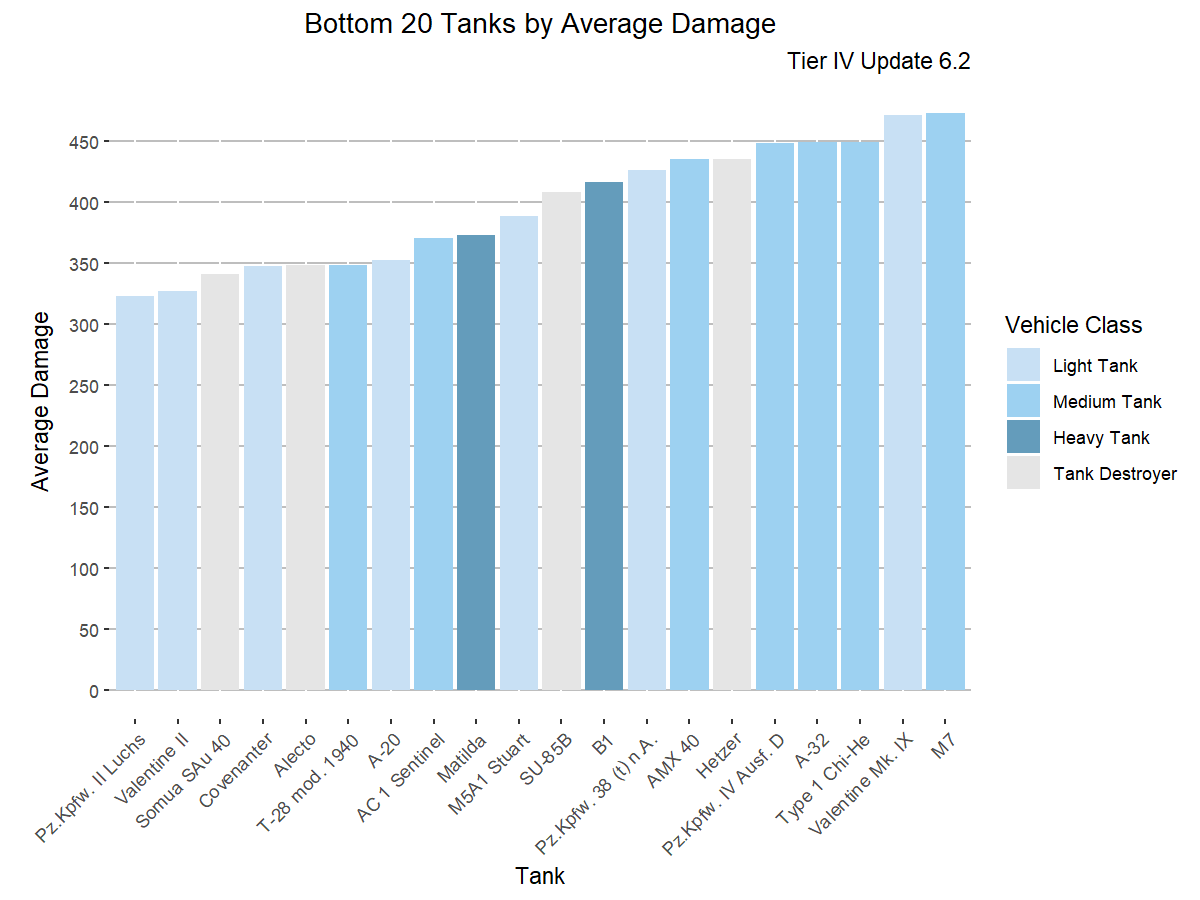 Bottom 20 Tanks by Average Damage
Tier IV Update 6.2
Average Damage
450
400
350
300
250
200
150
100
50
0
Pz.Kpfw. II Luchs
Valentine II
Somua SAu 40
Covenanter
Alecto
T-28 mod. 1940
A-20
AC 1 Sentinel
Matilda
M5A1 Stuart
SU-85B
B1
Pz.Kpfw. 38 (t) n A.
AMX 40
Hetzer
Pz.Kpfw. IV Ausf. D
A-32
Type 1 Chi-He
Valentine Mk. IX
M7
Tank
Vehicle Class
Light Tank
Medium Tank
Heavy Tank
Tank Destroyer